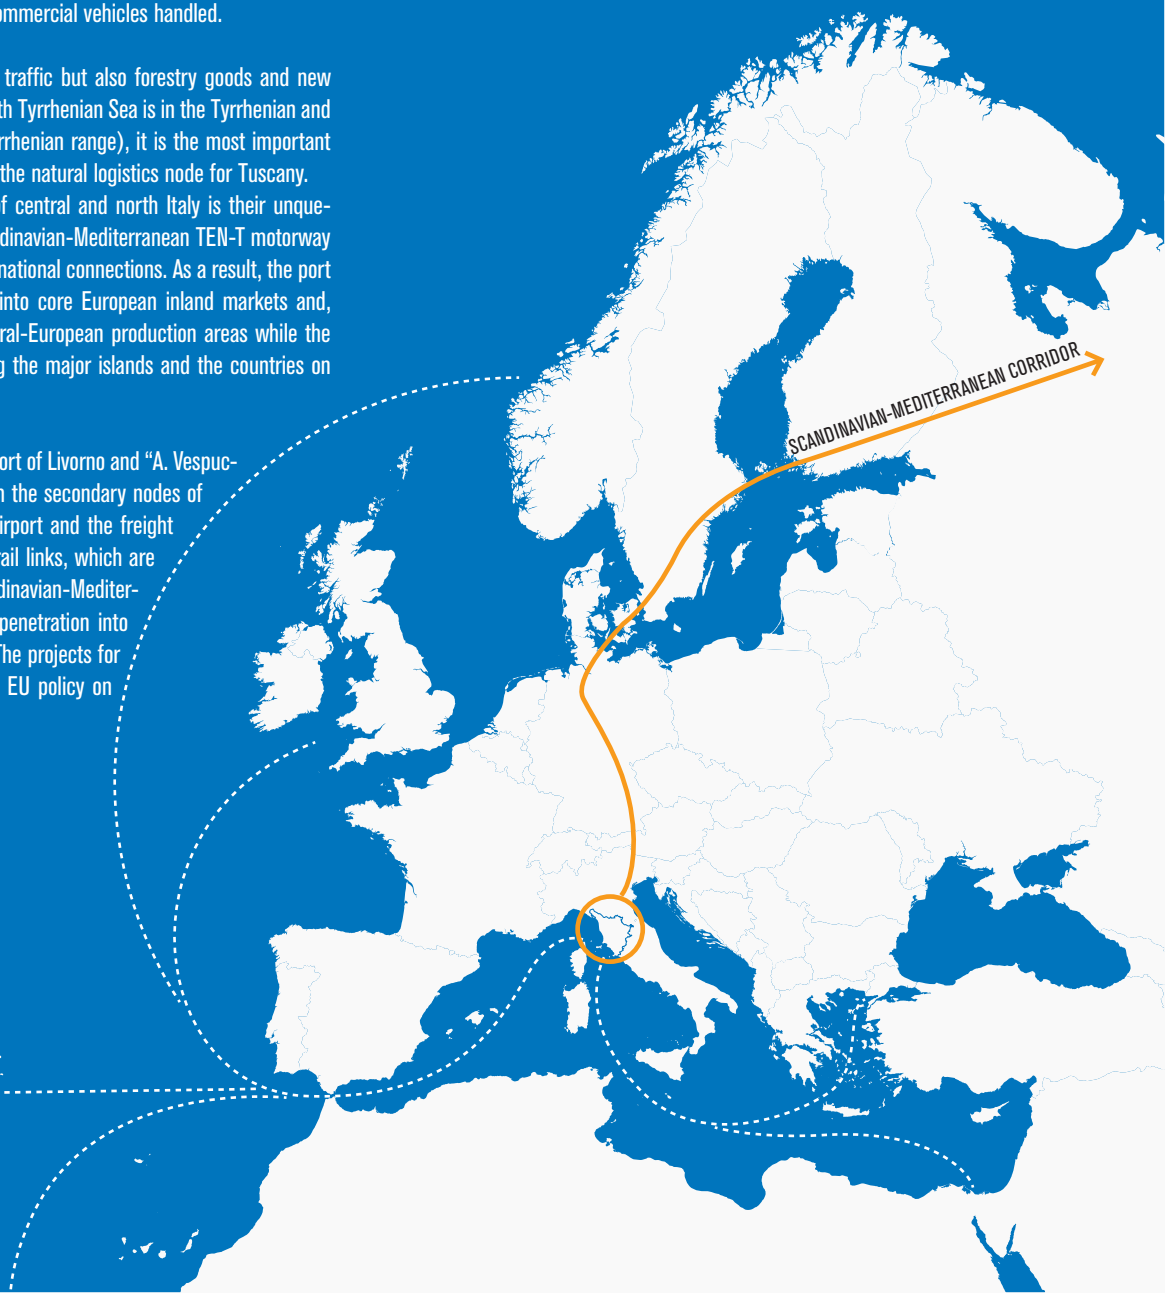 ommercial vehicles handled.
traffic but also forestry goods and new
th Tyrrhenian Sea is in the Tyrrhenian and
rrhenian range), it is the most important
the natural logistics node for Tuscany.
of central and north Italy is their unque-
dinavian-Mediterranean TEN-T motorway
national connections. As a result, the port
into core European inland markets and,
ral-European production areas while the
g the major islands and the countries on
ort of Livorno and “A. Vespuc-
n the secondary nodes of
irport and the freight
rail links, which are
dinavian-Mediter-
penetration into
The projects for
EU policy on
SCANDINAVIAN-MEDITERRANEAN CORRIDOR